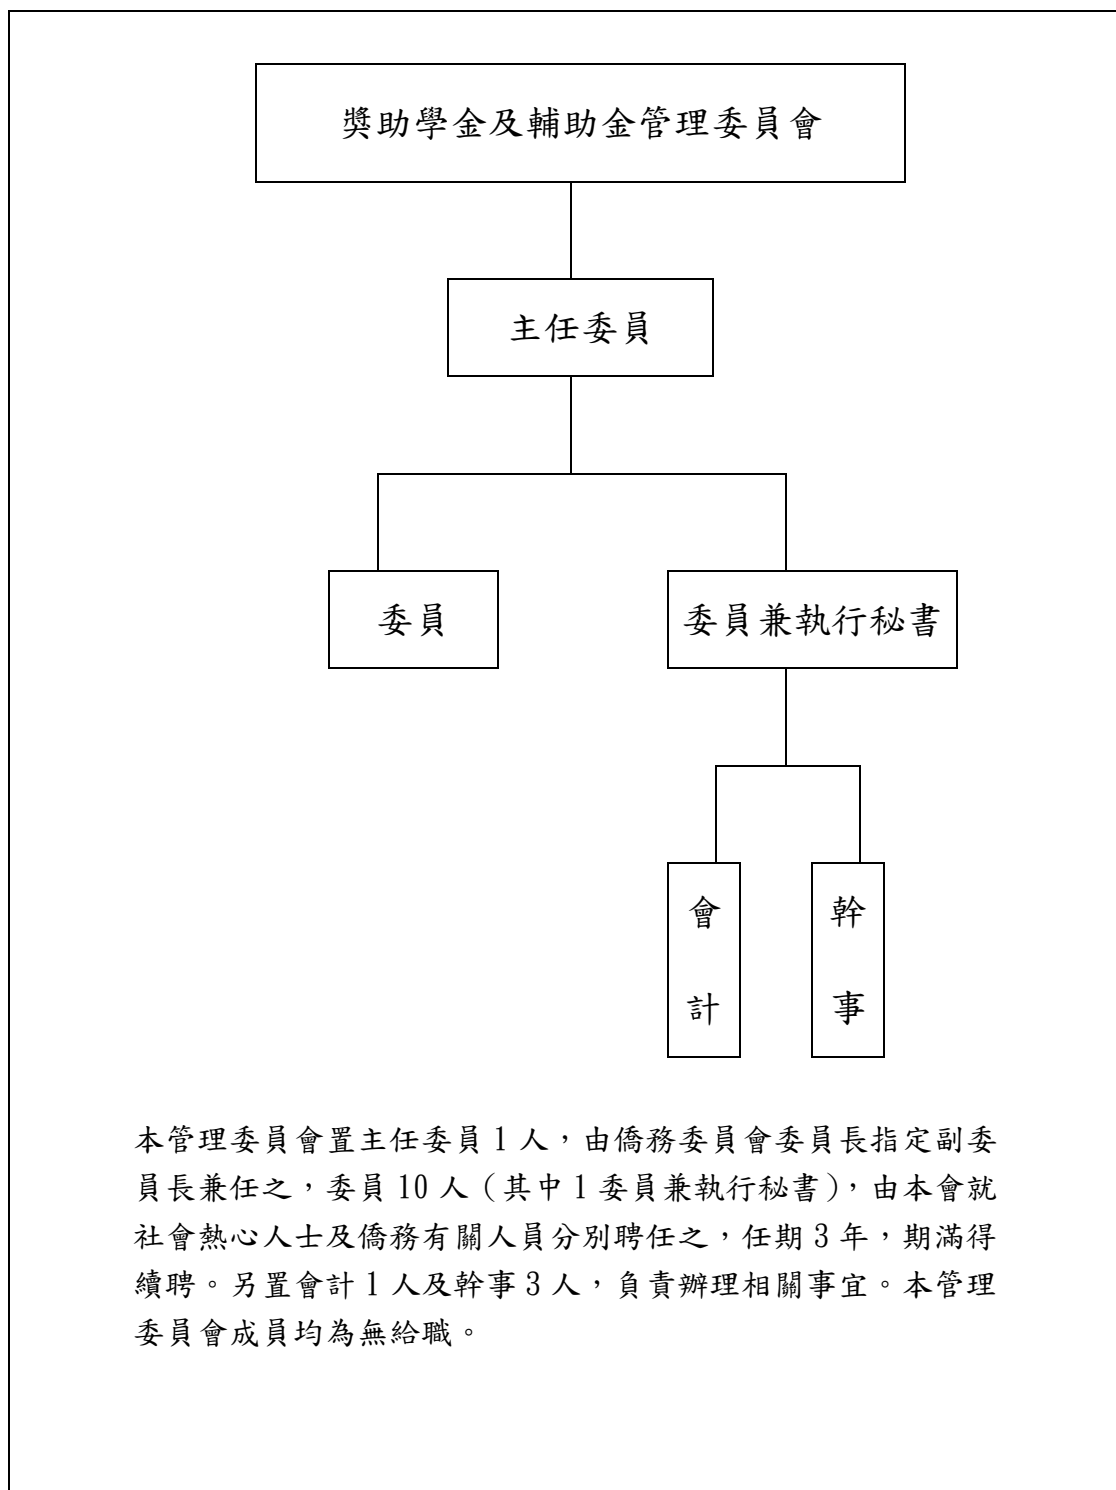 獎助學金及輔助金管理委員會
主任委員
委員
委員兼執行秘書
會計
幹事
本管理委員會置主任委員 1 人，由僑務委員會委員長指定副委
員長兼任之，委員 10 人（其中 1 委員兼執行秘書），由本會就
社會熱心人士及僑務有關人員分別聘任之，任期 3 年，期滿得
續聘。另置會計 1 人及幹事 3 人，負責辦理相關事宜。本管理
委員會成員均為無給職。